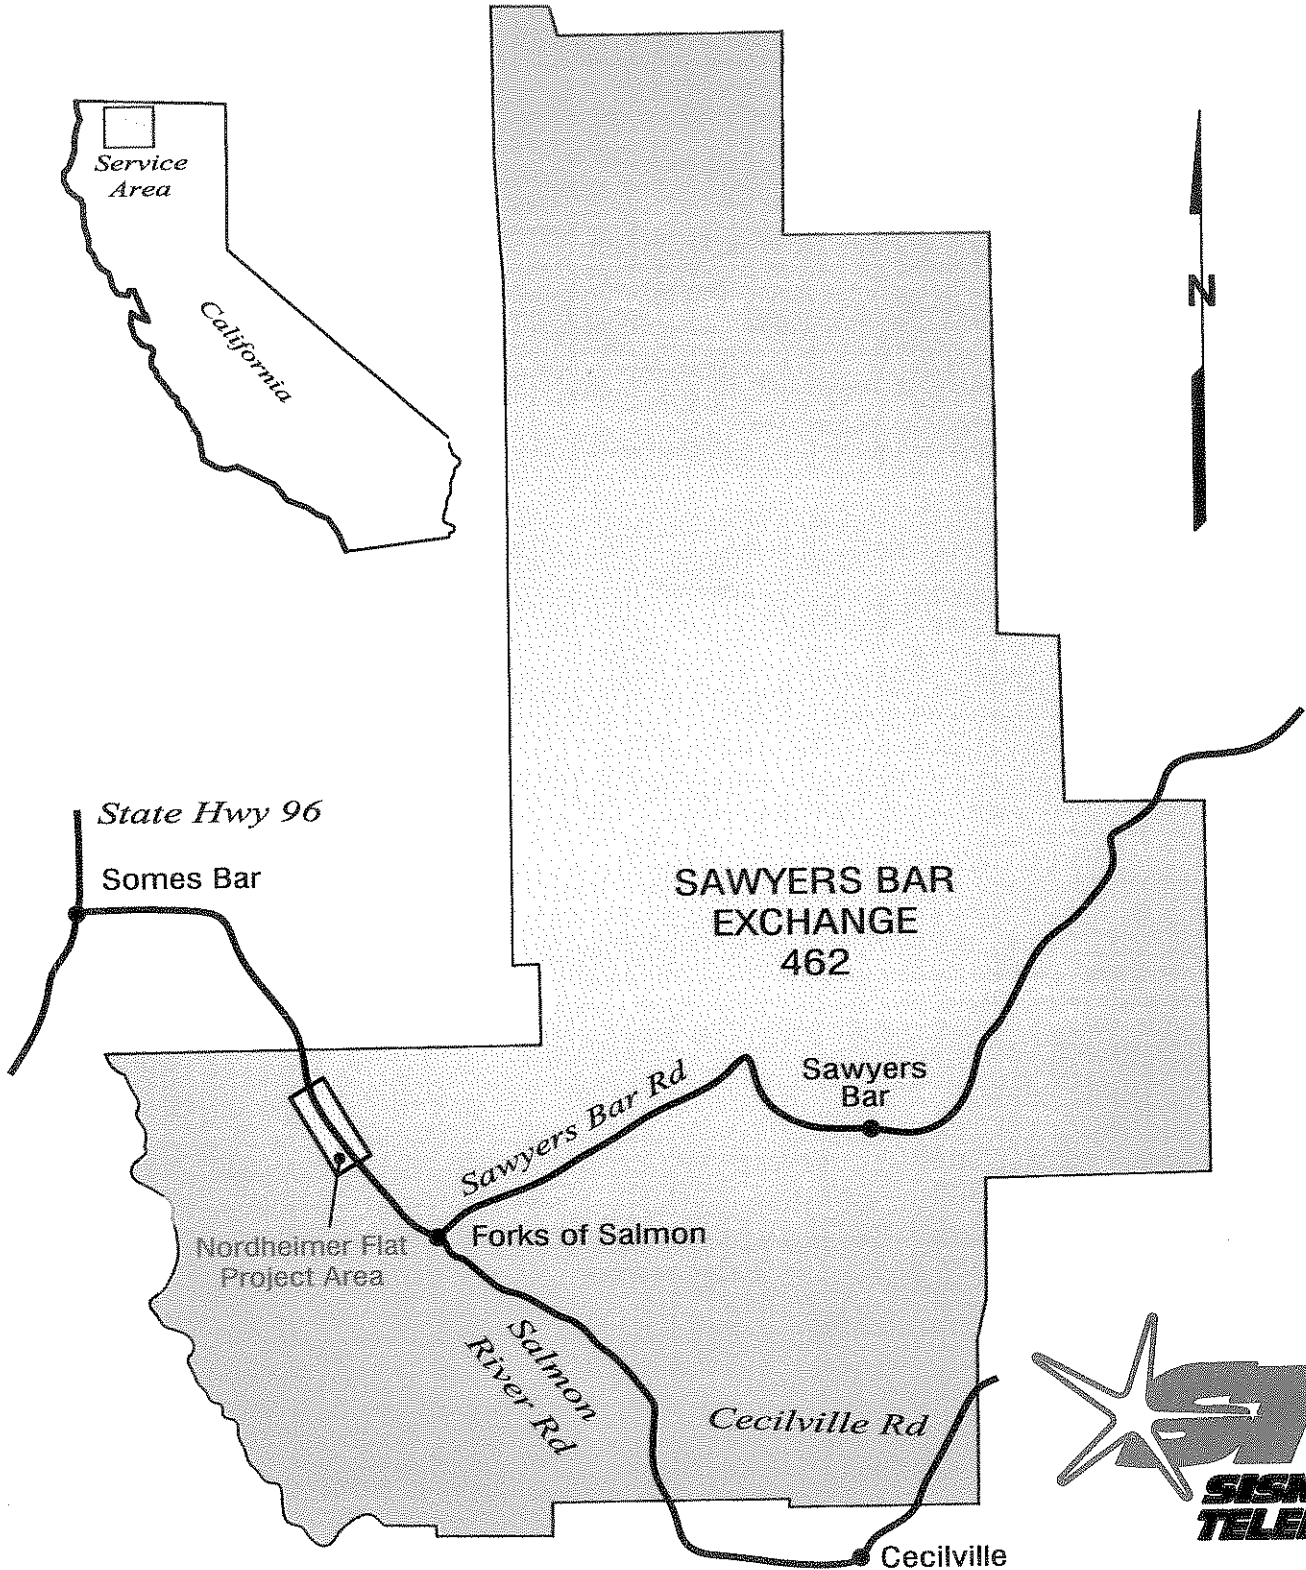 Service
Area
California
N
State Hwy 96
Somes Bar
SAWYERS BAR
EXCHANGE
462
Sawyers
Bar
Sawyers Bar Rd
Forks of Salmon
Nordheimer Flat
Project Area
Salmon
River Rd
Cecilville Rd
Cecilville